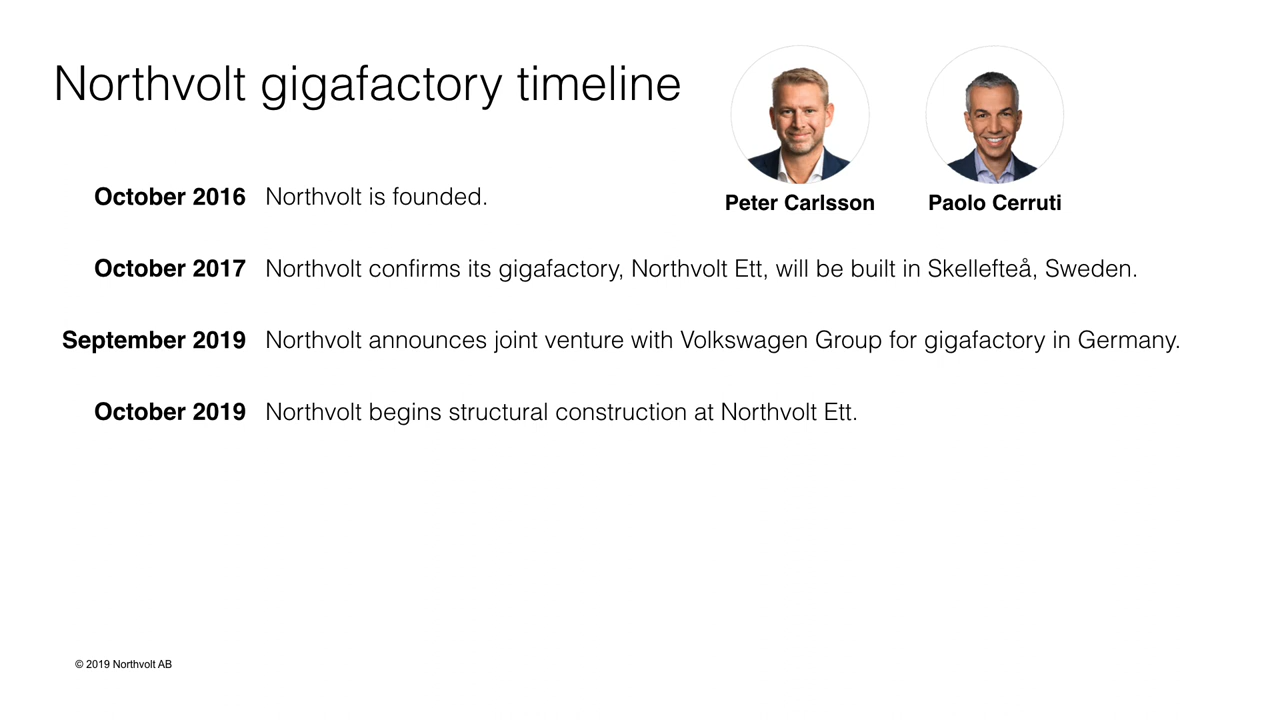 Northvolt gigafactory timeline
Peter Carlsson
Paolo Cerruti
October 2016 Northvolt is founded.
October 2017 Northvolt confirms its gigafactory, Northvolt Ett, will be built in Skellefteå, Sweden.
September 2019 Northvolt announces joint venture with Volkswagen Group for gigafactory in Germany.
October 2019 Northvolt begins structural construction at Northvolt Ett.
© 2019 Northvolt AB